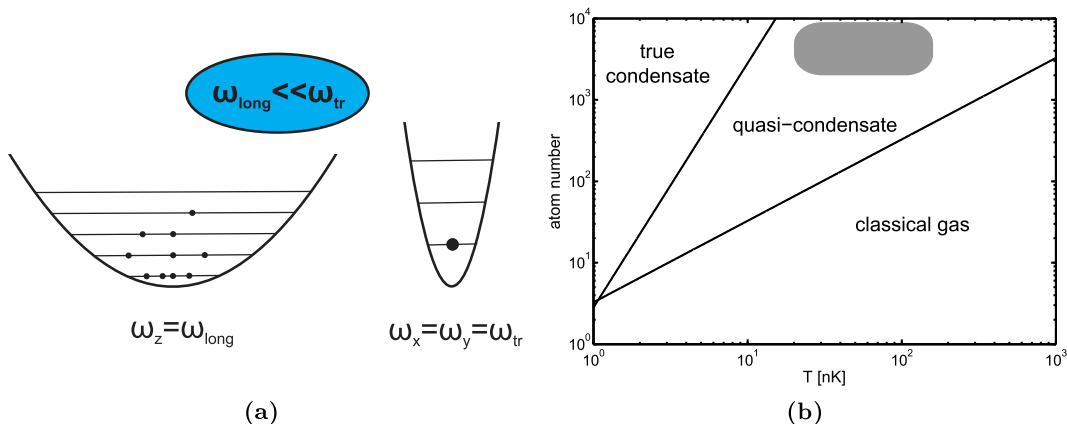 ω_long<<ω_tr
ω_z=ω_long
ω_x=ω_y=ω_tr
(a)
atom number
10^4
10^3
10^2
10^1
10^0
true
condensate
quasi−condensate
classical gas
10^0 10^1 10^2 10^3
T [nK]
(b)